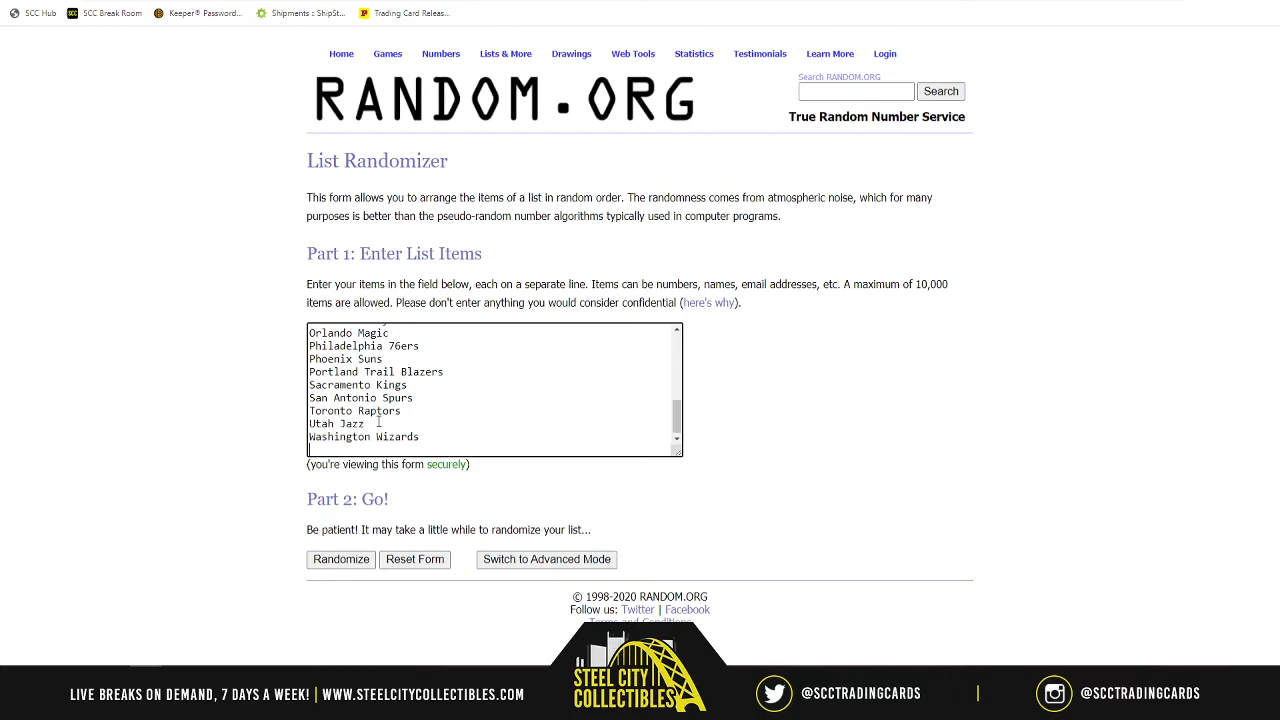 SCC Hub SCC Break Room Keeper® Password... Shipments :: ShipSt... Trading Card Releas...
Home Games Numbers Lists & More Drawings Web Tools Statistics Testimonials Learn More Login
Search RANDOM.ORG
RANDOM.ORG
Search
True Random Number Service
List Randomizer
This form allows you to arrange the items of a list in random order. The randomness comes from atmospheric noise, which for many
purposes is better than the pseudo-random number algorithms typically used in computer programs.
Part 1: Enter List Items
Enter your items in the field below, each on a separate line. Items can be numbers, names, email addresses, etc. A maximum of 10,000
items are allowed. Please don't enter anything you would consider confidential (here's why).
Orlando Magic
Philadelphia 76ers
Phoenix Suns
Portland Trail Blazers
Sacramento Kings
San Antonio Spurs
Toronto Raptors
Utah Jazz
Washington Wizards
(you're viewing this form securely)
Part 2: Go!
Be patient! It may take a little while to randomize your list...
Randomize Reset Form Switch to Advanced Mode
© 1998-2020 RANDOM.ORG
Follow us: Twitter | Facebook
Terms and Conditions
STEEL CITY
COLLECTIBLES
LIVE BREAKS ON DEMAND, 7 DAYS A WEEK! | WWW.STEELCITYCOLLECTIBLES.COM
@SCCTRADINGCARDS | @SCCTRADINGCARDS